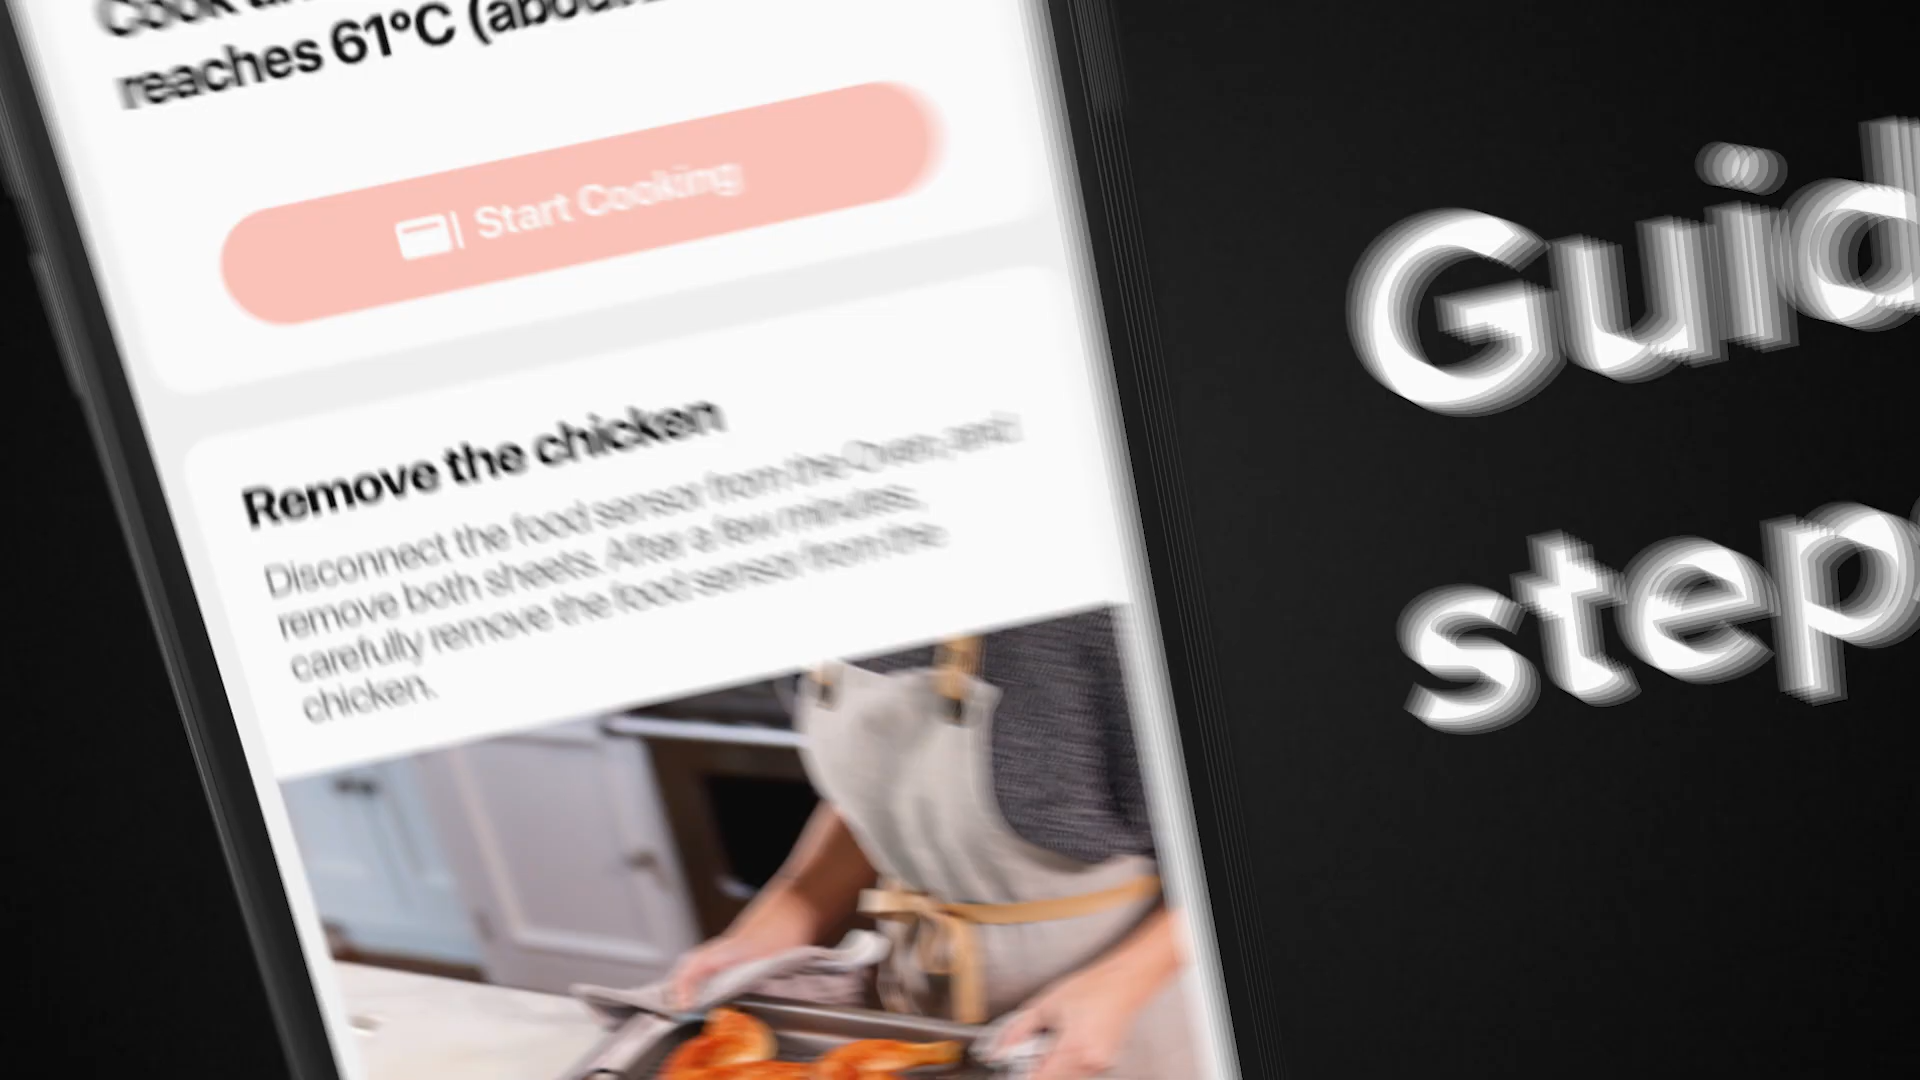 reaches 61°C (about
Start Cooking
Remove the chicken
Disconnect the food sensor from the Oven, and
remove both sheets. After a few minutes,
carefully remove the food sensor from the
chicken.
Guid
step